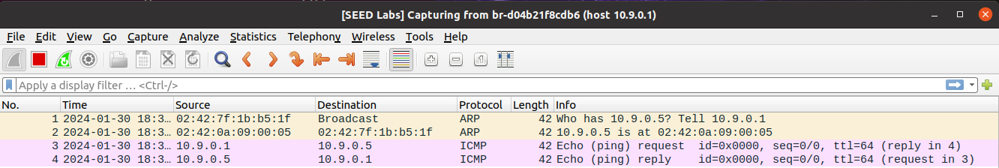 [SEED Labs] Capturing from br-d04b21f8cdb6 (host 10.9.0.1)
File Edit View Go Capture Analyze Statistics Telephony Wireless Tools Help
Apply a display filter … <Ctrl-/>
No. Time Source Destination Protocol Length Info
1 2024-01-30 18:3… 02:42:7f:1b:b5:1f Broadcast ARP 42 Who has 10.9.0.5? Tell 10.9.0.1
2 2024-01-30 18:3… 02:42:0a:09:00:05 02:42:7f:1b:b5:1f ARP 42 10.9.0.5 is at 02:42:0a:09:00:05
3 2024-01-30 18:3… 10.9.0.1 10.9.0.5 ICMP 42 Echo (ping) request id=0x0000, seq=0/0, ttl=64 (reply in 4)
4 2024-01-30 18:3… 10.9.0.5 10.9.0.1 ICMP 42 Echo (ping) reply id=0x0000, seq=0/0, ttl=64 (request in 3)